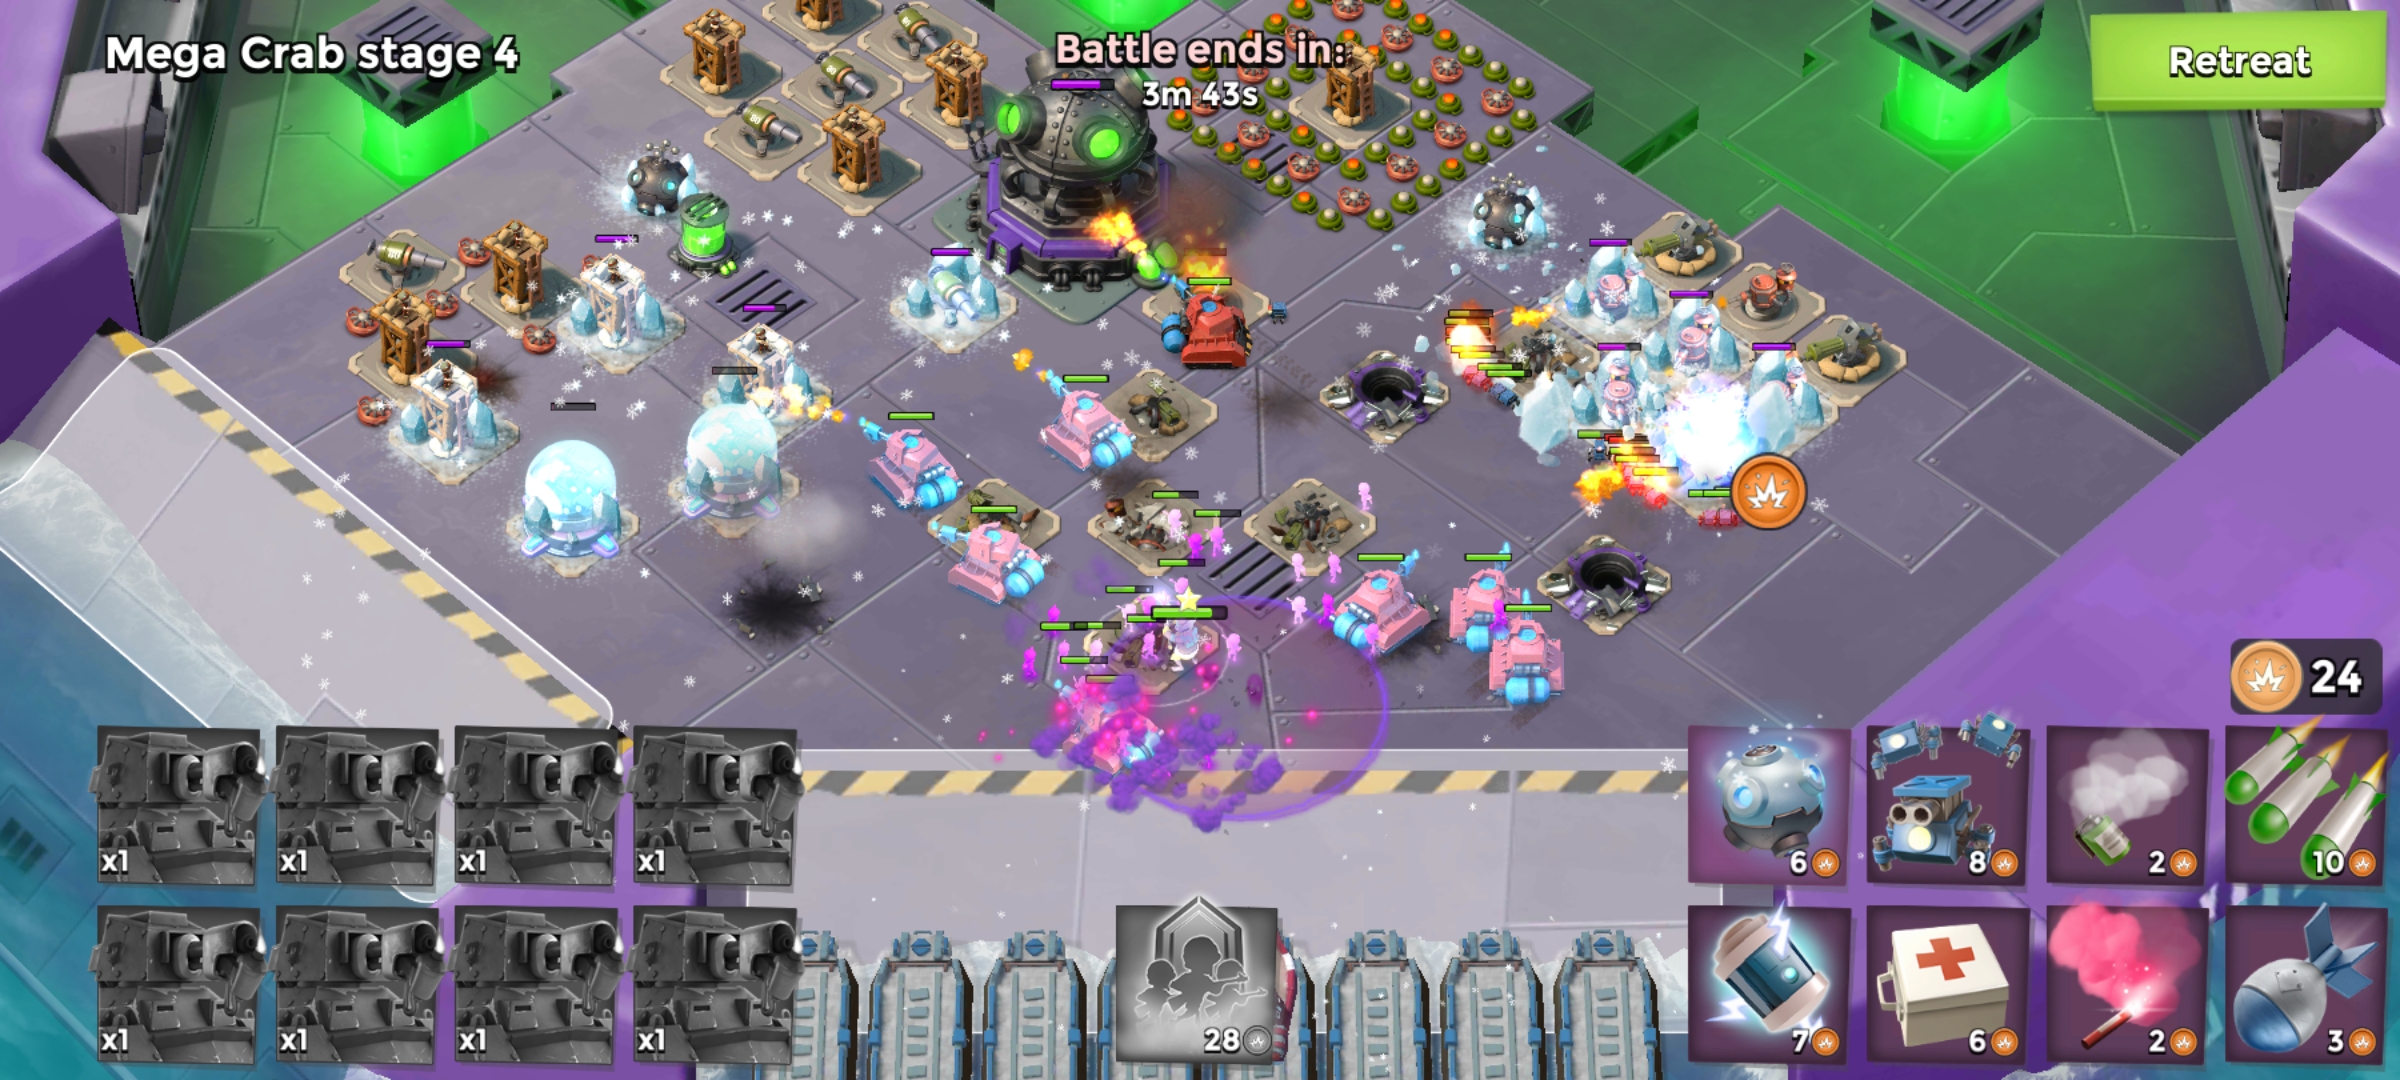 Mega Crab stage 4
Battle ends in:
3m 43s
Retreat
24
6
8
2
10
x1
x1
x1
x1
7
6
2
3
x1
x1
x1
x1
28